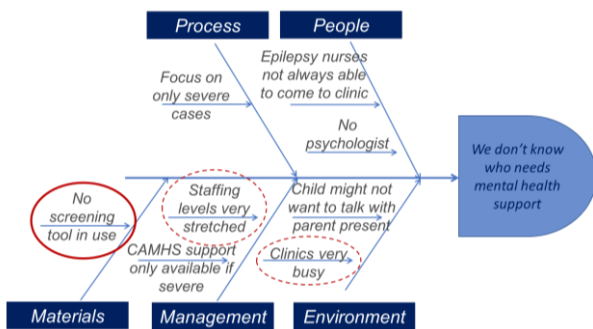 Process
People
Focus on
only severe
cases
Epilepsy nurses
not always able
to come to clinic
No
psychologist
We don't know
who needs
mental health
support
No
screening
tool in use
Staffing
levels very
stretched
CAMHS support
only available if
severe
Child might not
want to talk with
parent present
Clinics very
busy
Materials
Management
Environment